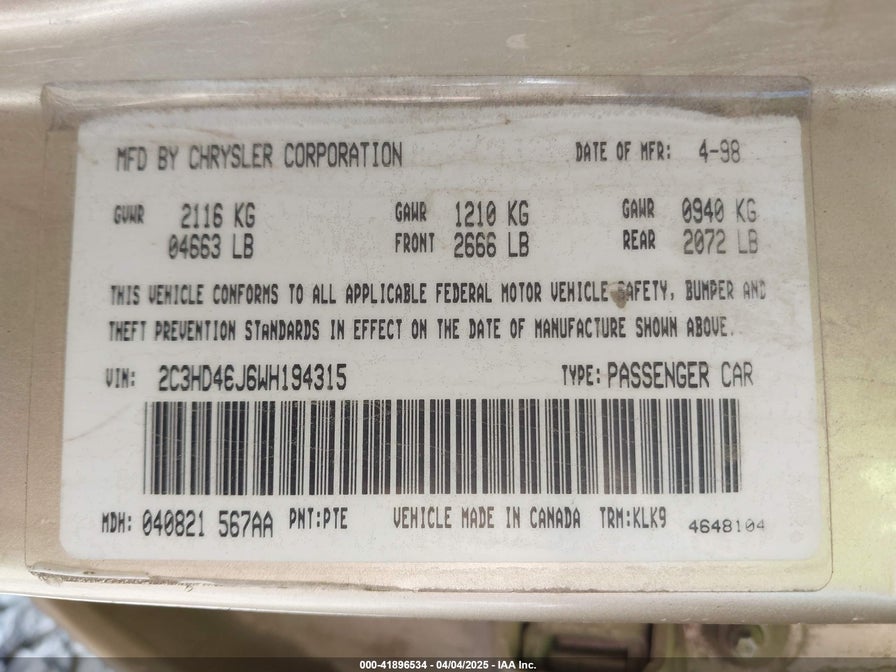 MFD BY CHRYSLER CORPORATION DATE OF MFR: 4-98
GVWR 2116 KG GAWR 1210 KG GAWR 0940 KG
04663 LB FRONT 2666 LB REAR 2072 LB
THIS VEHICLE CONFORMS TO ALL APPLICABLE FEDERAL MOTOR VEHICLE SAFETY, BUMPER AND
THEFT PREVENTION STANDARDS IN EFFECT ON THE DATE OF MANUFACTURE SHOWN ABOVE.
VIN: 2C3HD46J6WH194315 TYPE: PASSENGER CAR
MDH: 040821 567AA PNT:PTE VEHICLE MADE IN CANADA TRM:KLK9 4648104
000-41896534 - 04/04/2025 - IAA Inc.